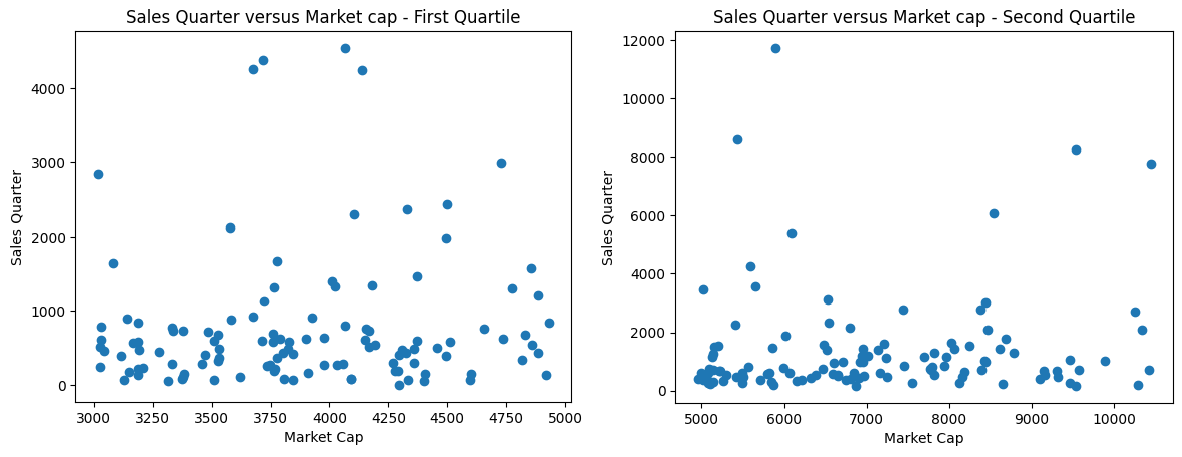 Sales Quarter versus Market cap - First Quartile
Sales Quarter
4000
3000
2000
1000
0
3000 3250 3500 3750 4000 4250 4500 4750 5000
Market Cap
Sales Quarter versus Market cap - Second Quartile
Sales Quarter
12000
10000
8000
6000
4000
2000
0
5000 6000 7000 8000 9000 10000
Market Cap